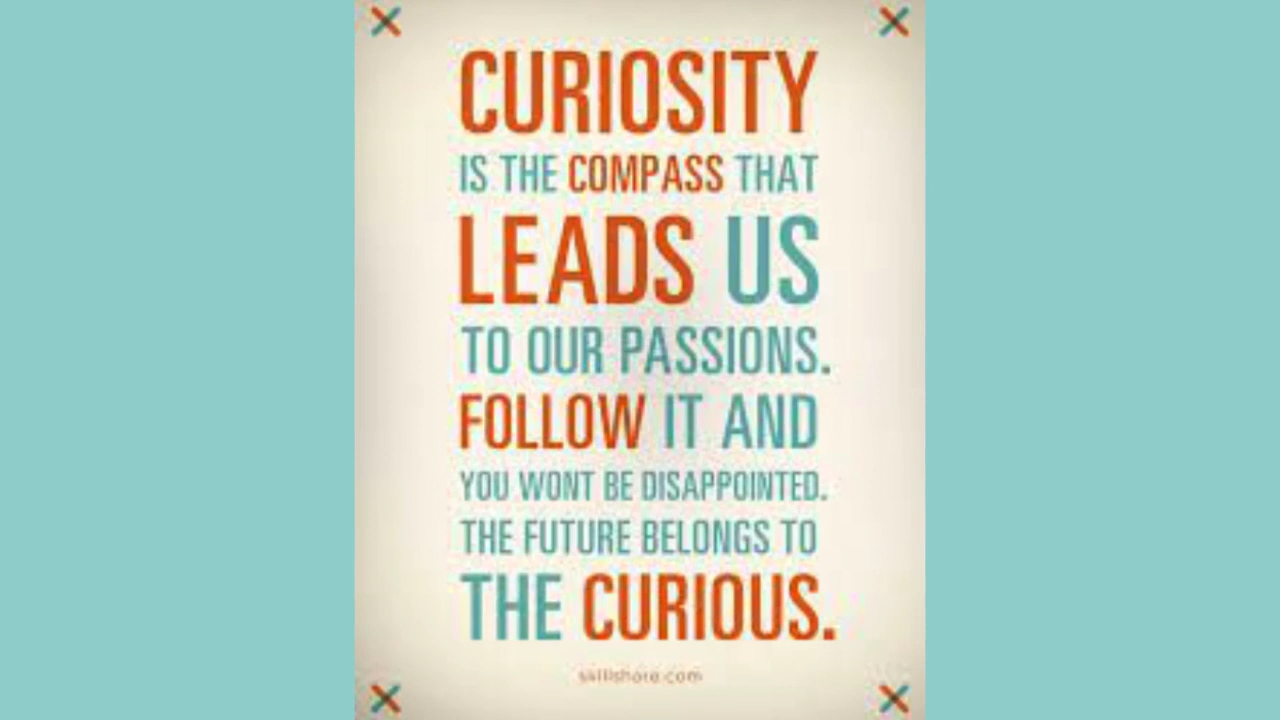 CURIOSITY
IS THE COMPASS THAT
LEADS US
TO OUR PASSIONS.
FOLLOW IT AND
YOU WONT BE DISAPPOINTED.
THE FUTURE BELONGS TO
THE CURIOUS.
skillshare.com